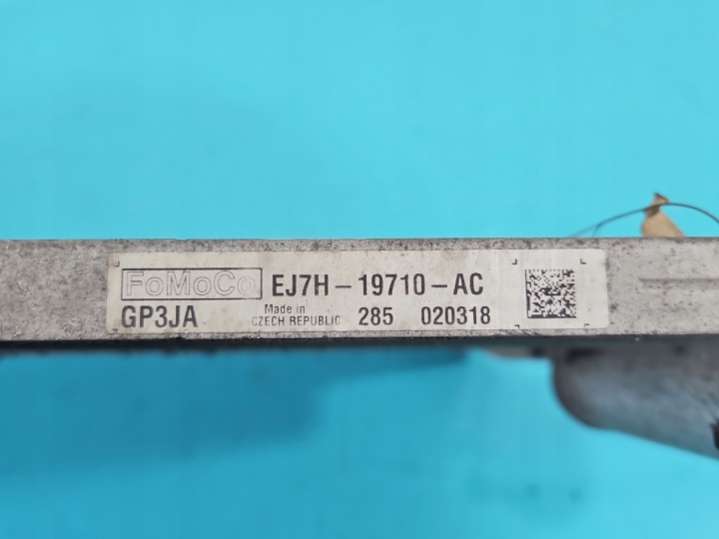 FoMoCo EJ7H-19710-AC
GP3JA Made in CZECH REPUBLIC 285 020318